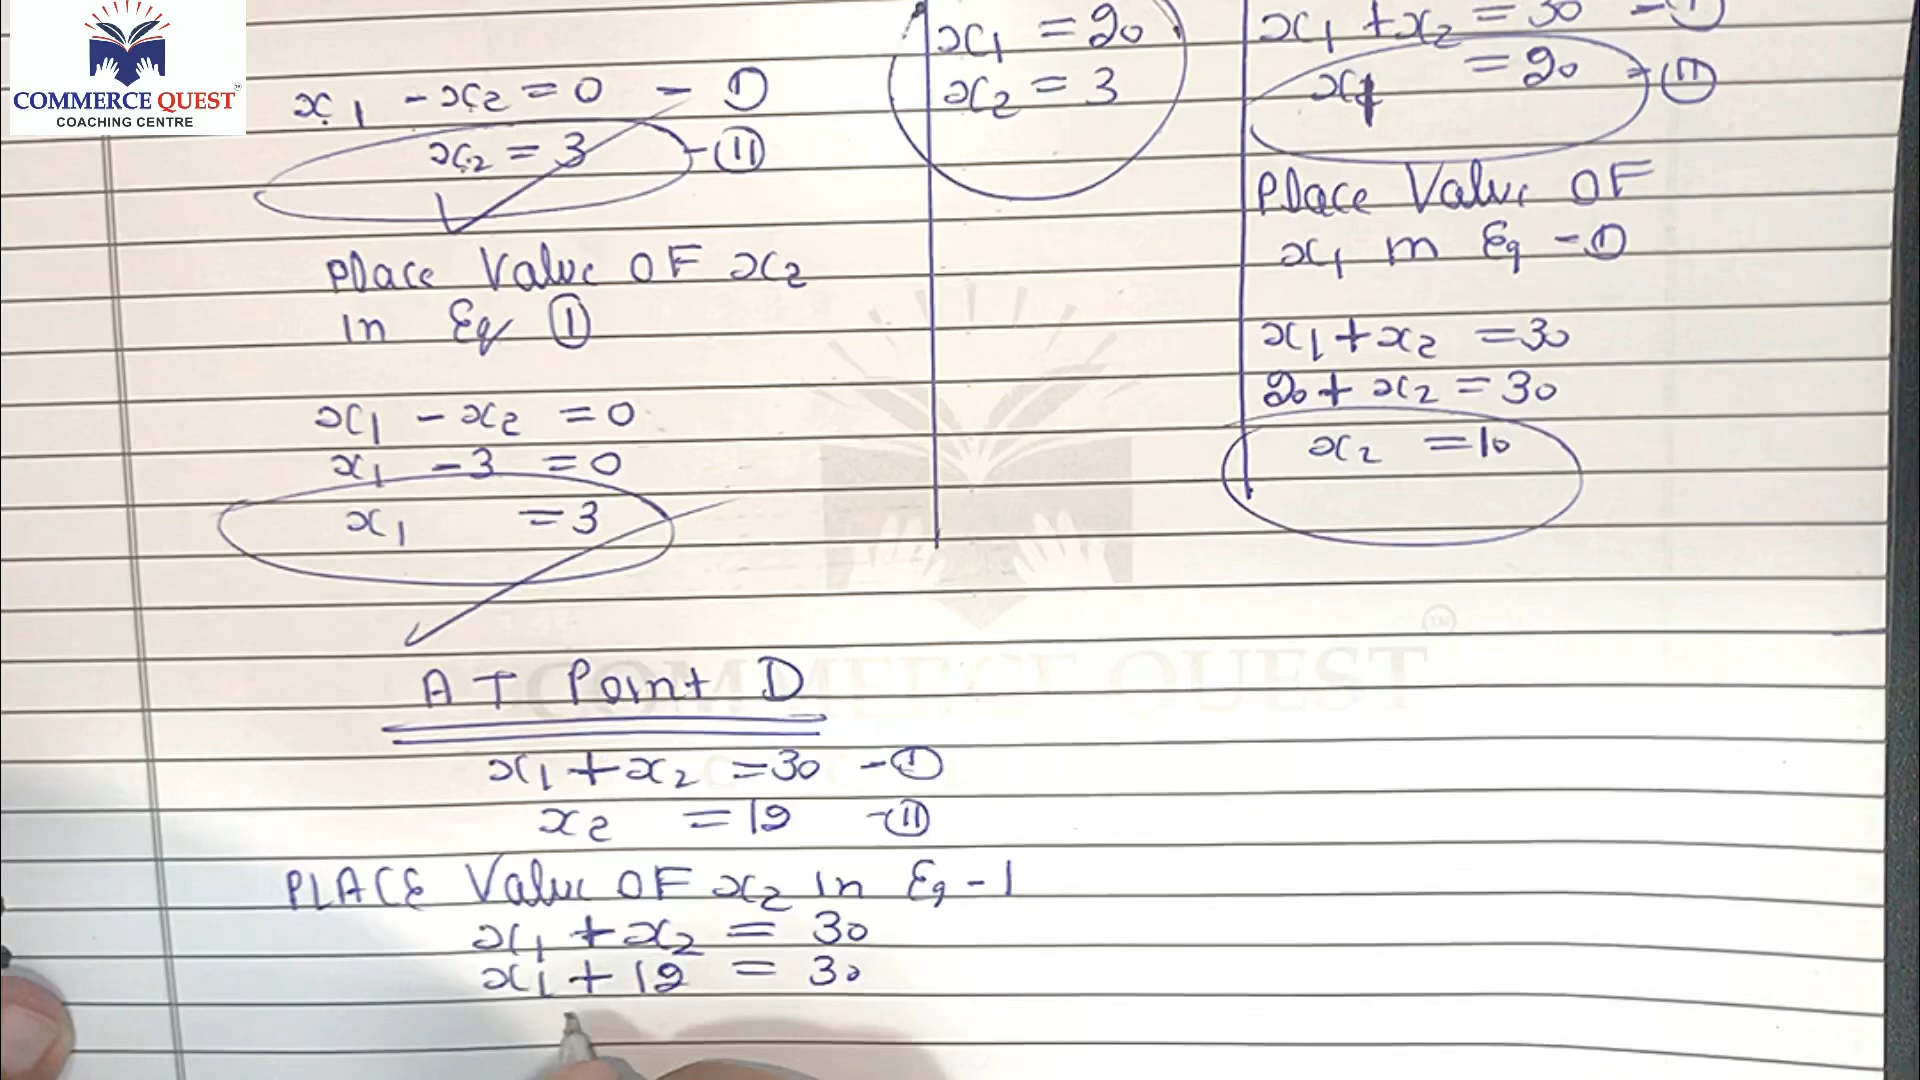 COMMERCE QUEST
COACHING CENTRE
x₁ - x₂ = 0 - Ⓘ
x₂ = 3 - Ⓘⓘ
Place Value OF x₂
in Eq Ⓘ
x₁ - x₂ = 0
x₁ - 3 = 0
x₁ = 3
x₁ = 20
x₂ = 3
x₁ + x₂ = 30 - Ⓘ
x₁ = 20 - Ⓘⓘ
Place Value OF
x₁ in Eq - Ⓘ
x₁ + x₂ = 30
20 + x₂ = 30
x₂ = 10
AT Point D
x₁ + x₂ = 30 - Ⓘ
x₂ = 12 - Ⓘⓘ
PLACE Value OF x₂ in Eq - 1
x₁ + x₂ = 30
x₁ + 12 = 30
COMMERCE QUEST